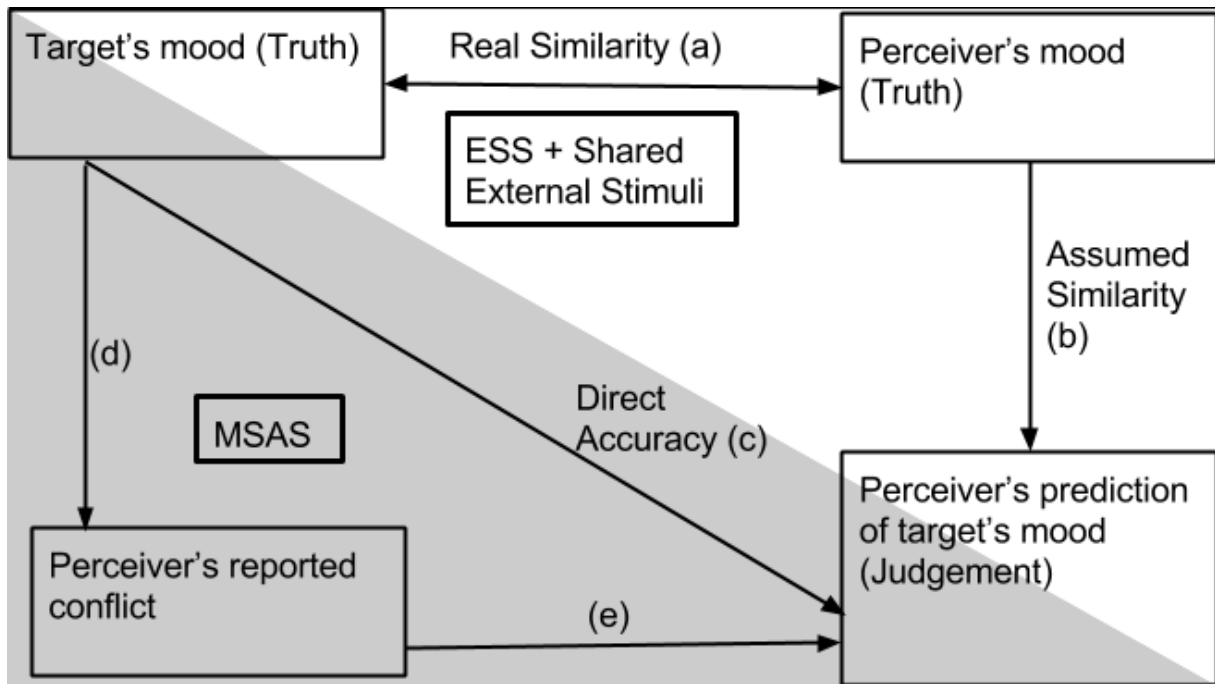 Target's mood (Truth)
Real Similarity (a)
Perceiver's mood
(Truth)
ESS + Shared
External Stimuli
Assumed
Similarity
(b)
(d)
MSAS
Direct
Accuracy (c)
Perceiver's prediction
of target's mood
(Judgement)
Perceiver's reported
conflict
(e)